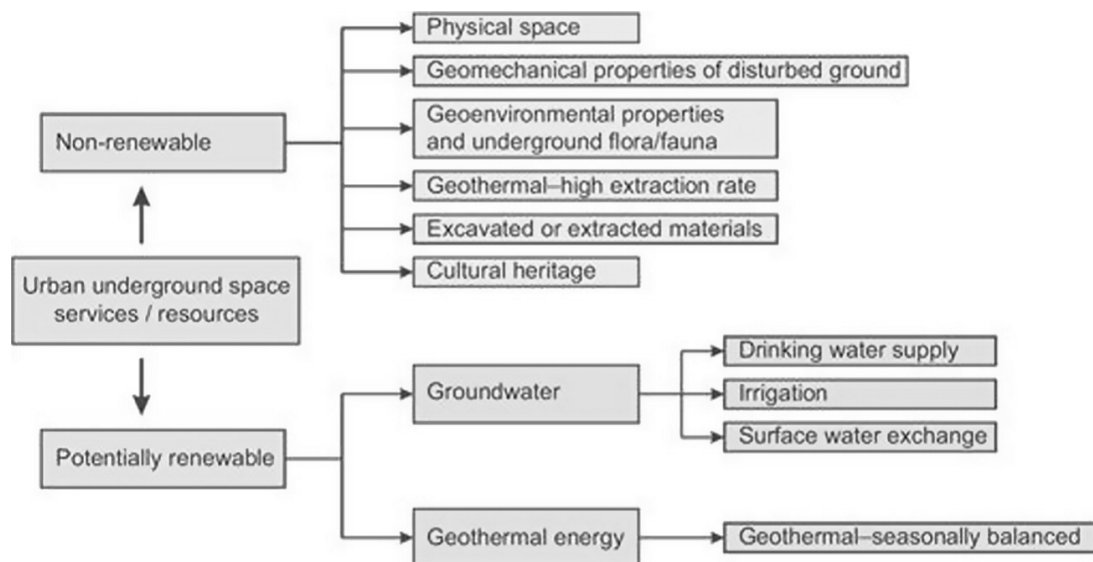 Physical space
Geomechanical properties of disturbed ground
Geoenvironmental properties
and underground flora/fauna
Non-renewable
Geothermal–high extraction rate
Excavated or extracted materials
Cultural heritage
Urban underground space
services / resources
Drinking water supply
Groundwater
Irrigation
Surface water exchange
Potentially renewable
Geothermal energy
Geothermal–seasonally balanced